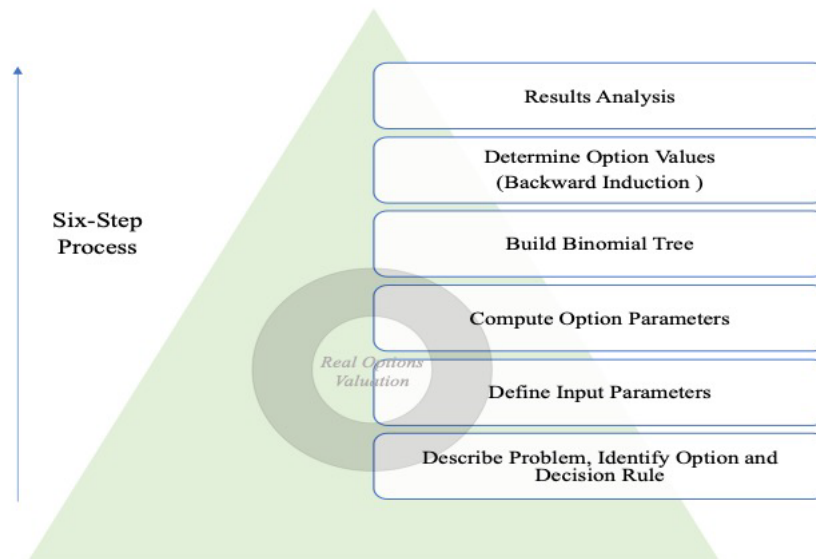 Results Analysis
Determine Option Values
(Backward Induction )
Six-Step
Process
Build Binomial Tree
Compute Option Parameters
Real Options
Valuation
Define Input Parameters
Describe Problem, Identify Option and
Decision Rule